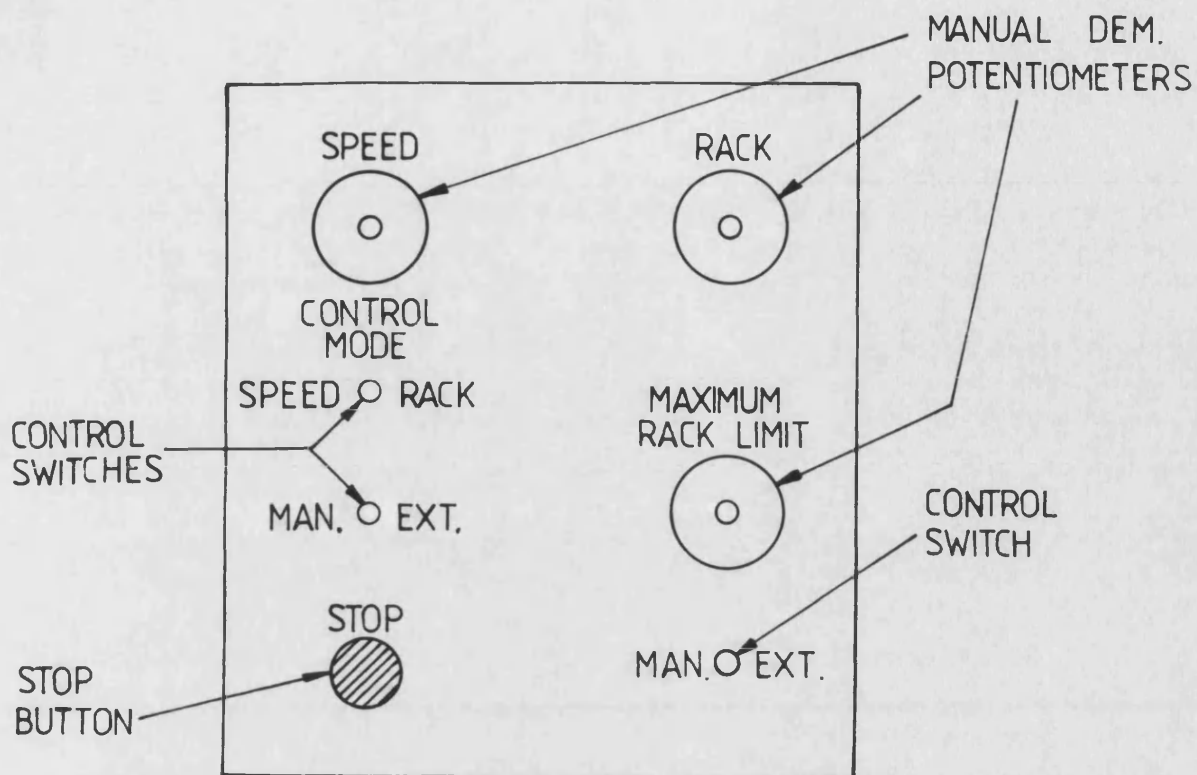 MANUAL DEM.
POTENTIOMETERS
SPEED
RACK
CONTROL
MODE
SPEED RACK
MAXIMUM
RACK LIMIT
CONTROL
SWITCHES
MAN. EXT.
CONTROL
SWITCH
STOP
MAN. EXT.
STOP
BUTTON